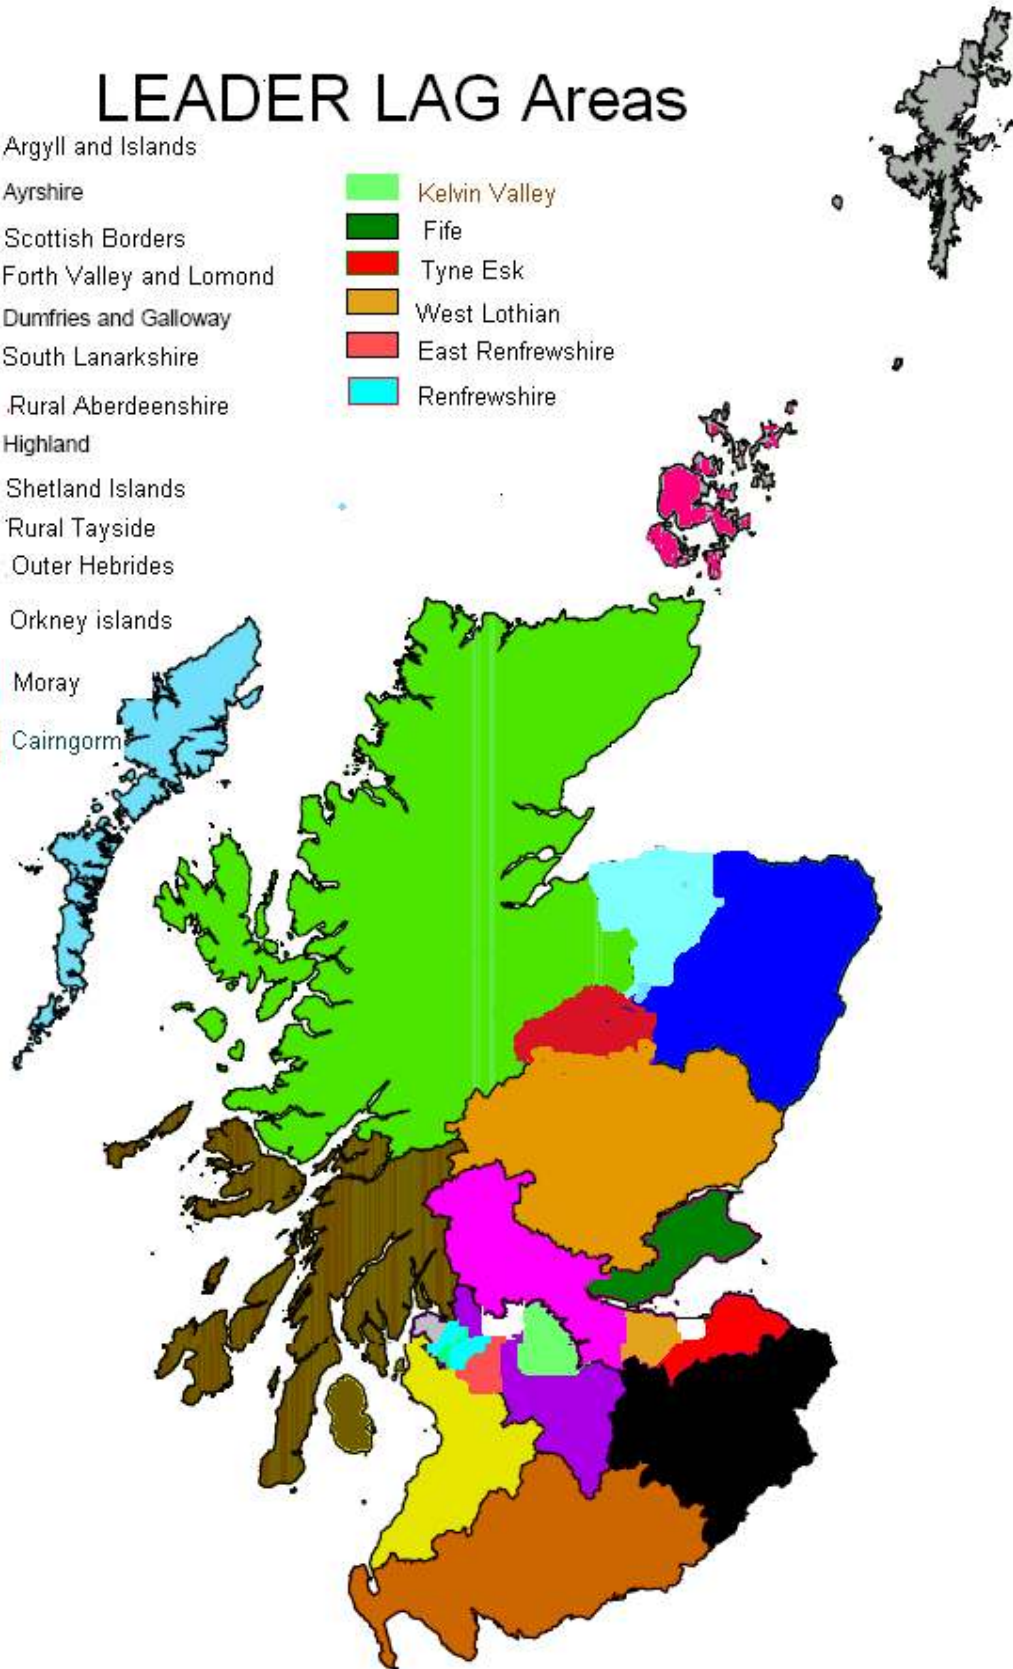 LEADER LAG Areas
Argyll and Islands
Ayrshire
Scottish Borders
Forth Valley and Lomond
Dumfries and Galloway
South Lanarkshire
Rural Aberdeenshire
Highland
Shetland Islands
Rural Tayside
Outer Hebrides
Orkney islands
Moray
Cairngorm
Kelvin Valley
Fife
Tyne Esk
West Lothian
East Renfrewshire
Renfrewshire